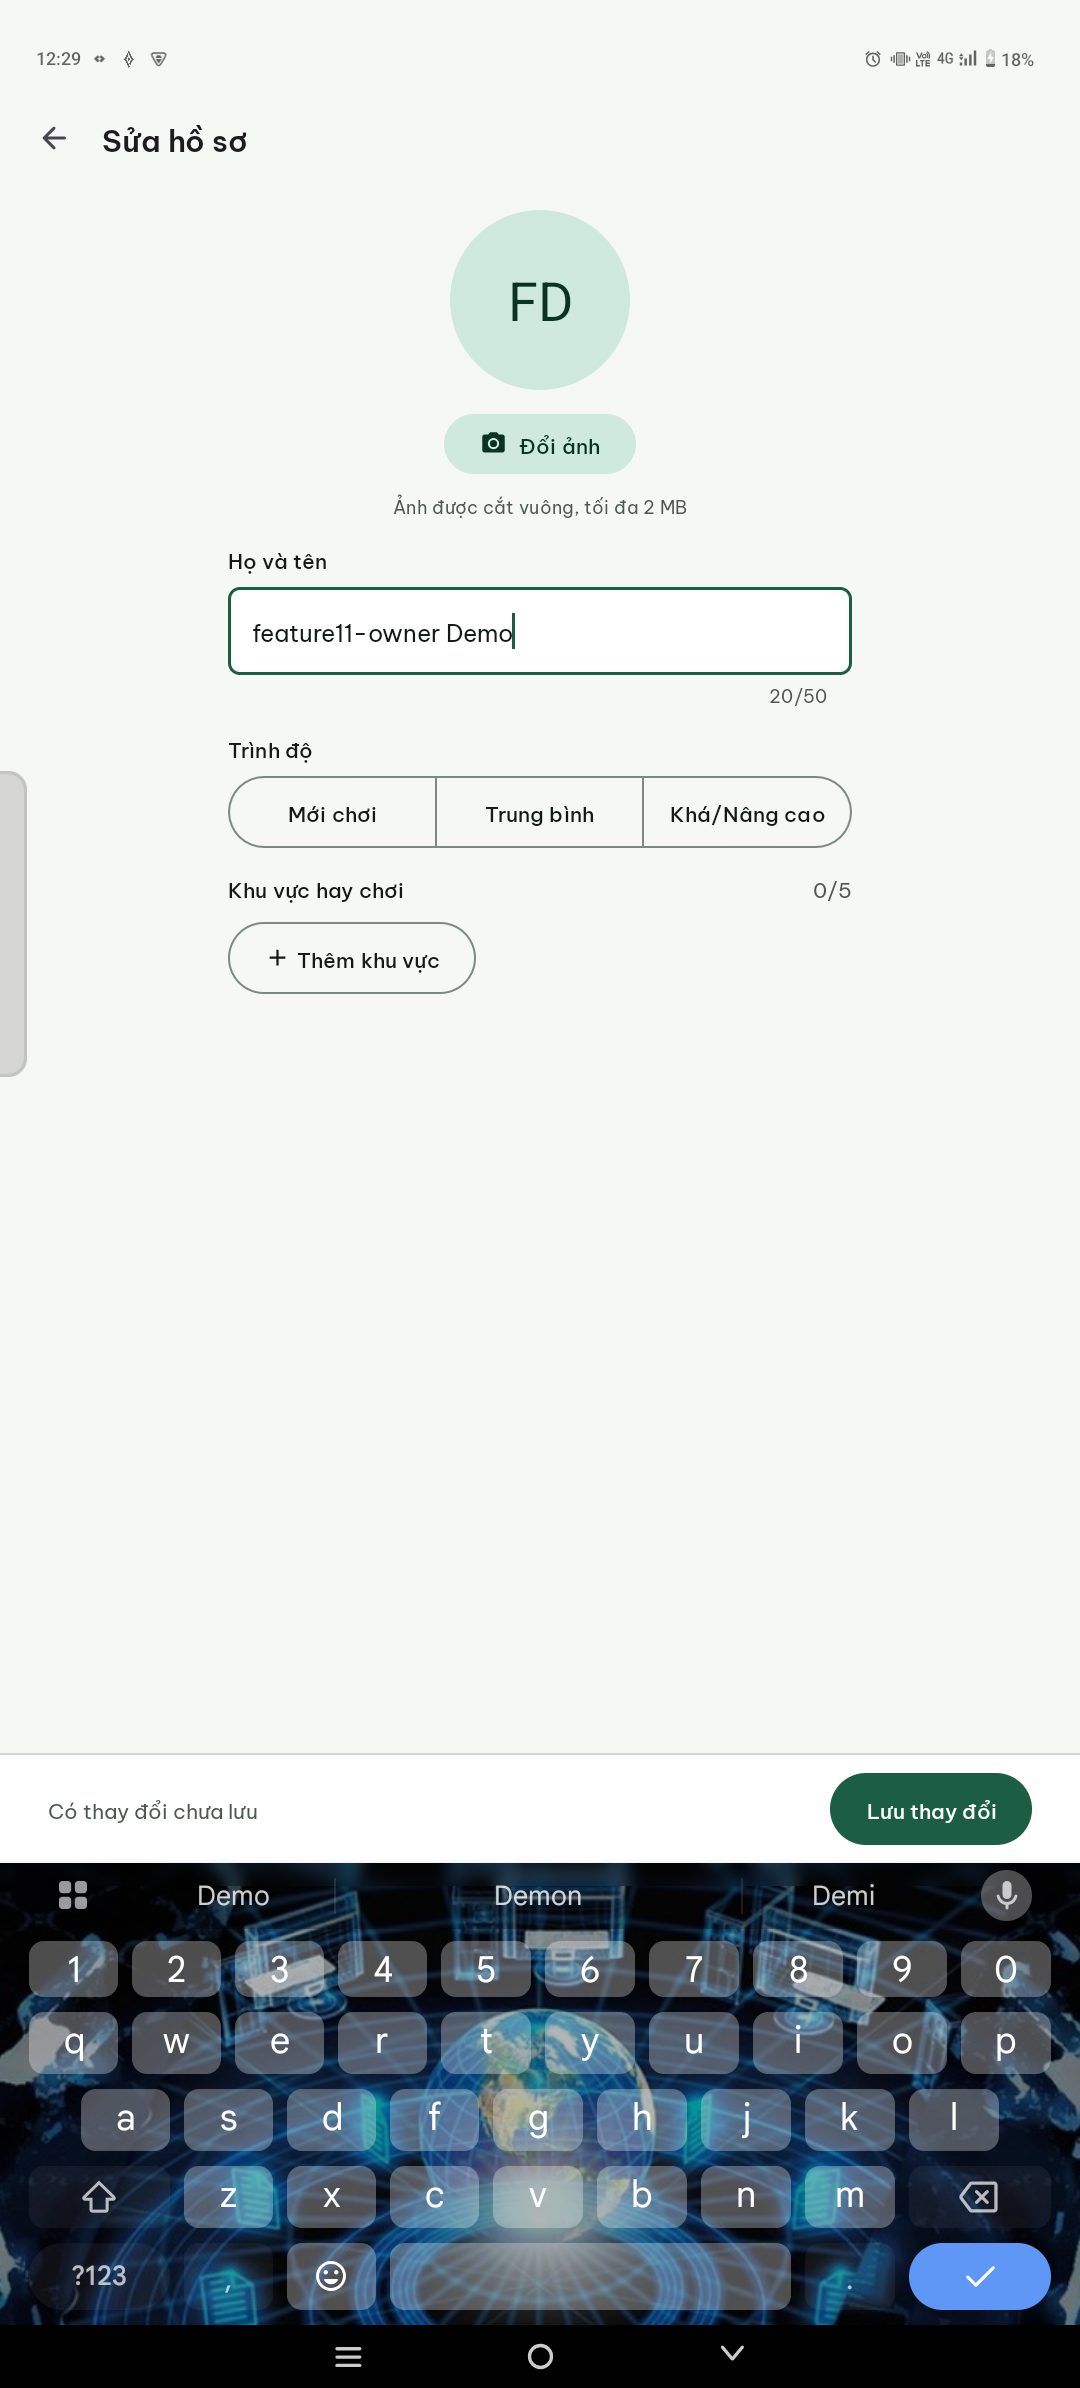 12:29 4G 18%
Sửa hồ sơ
FD
Đổi ảnh
Ảnh được cắt vuông, tối đa 2 MB
Họ và tên
feature11-owner Demo
20/50
Trình độ
Mới chơi Trung bình Khá/Nâng cao
Khu vực hay chơi 0/5
+ Thêm khu vực
Có thay đổi chưa lưu Lưu thay đổi
Demo Demon Demi
1 2 3 4 5 6 7 8 9 0
q w e r t y u i o p
a s d f g h j k l
z x c v b n m
?123 , .